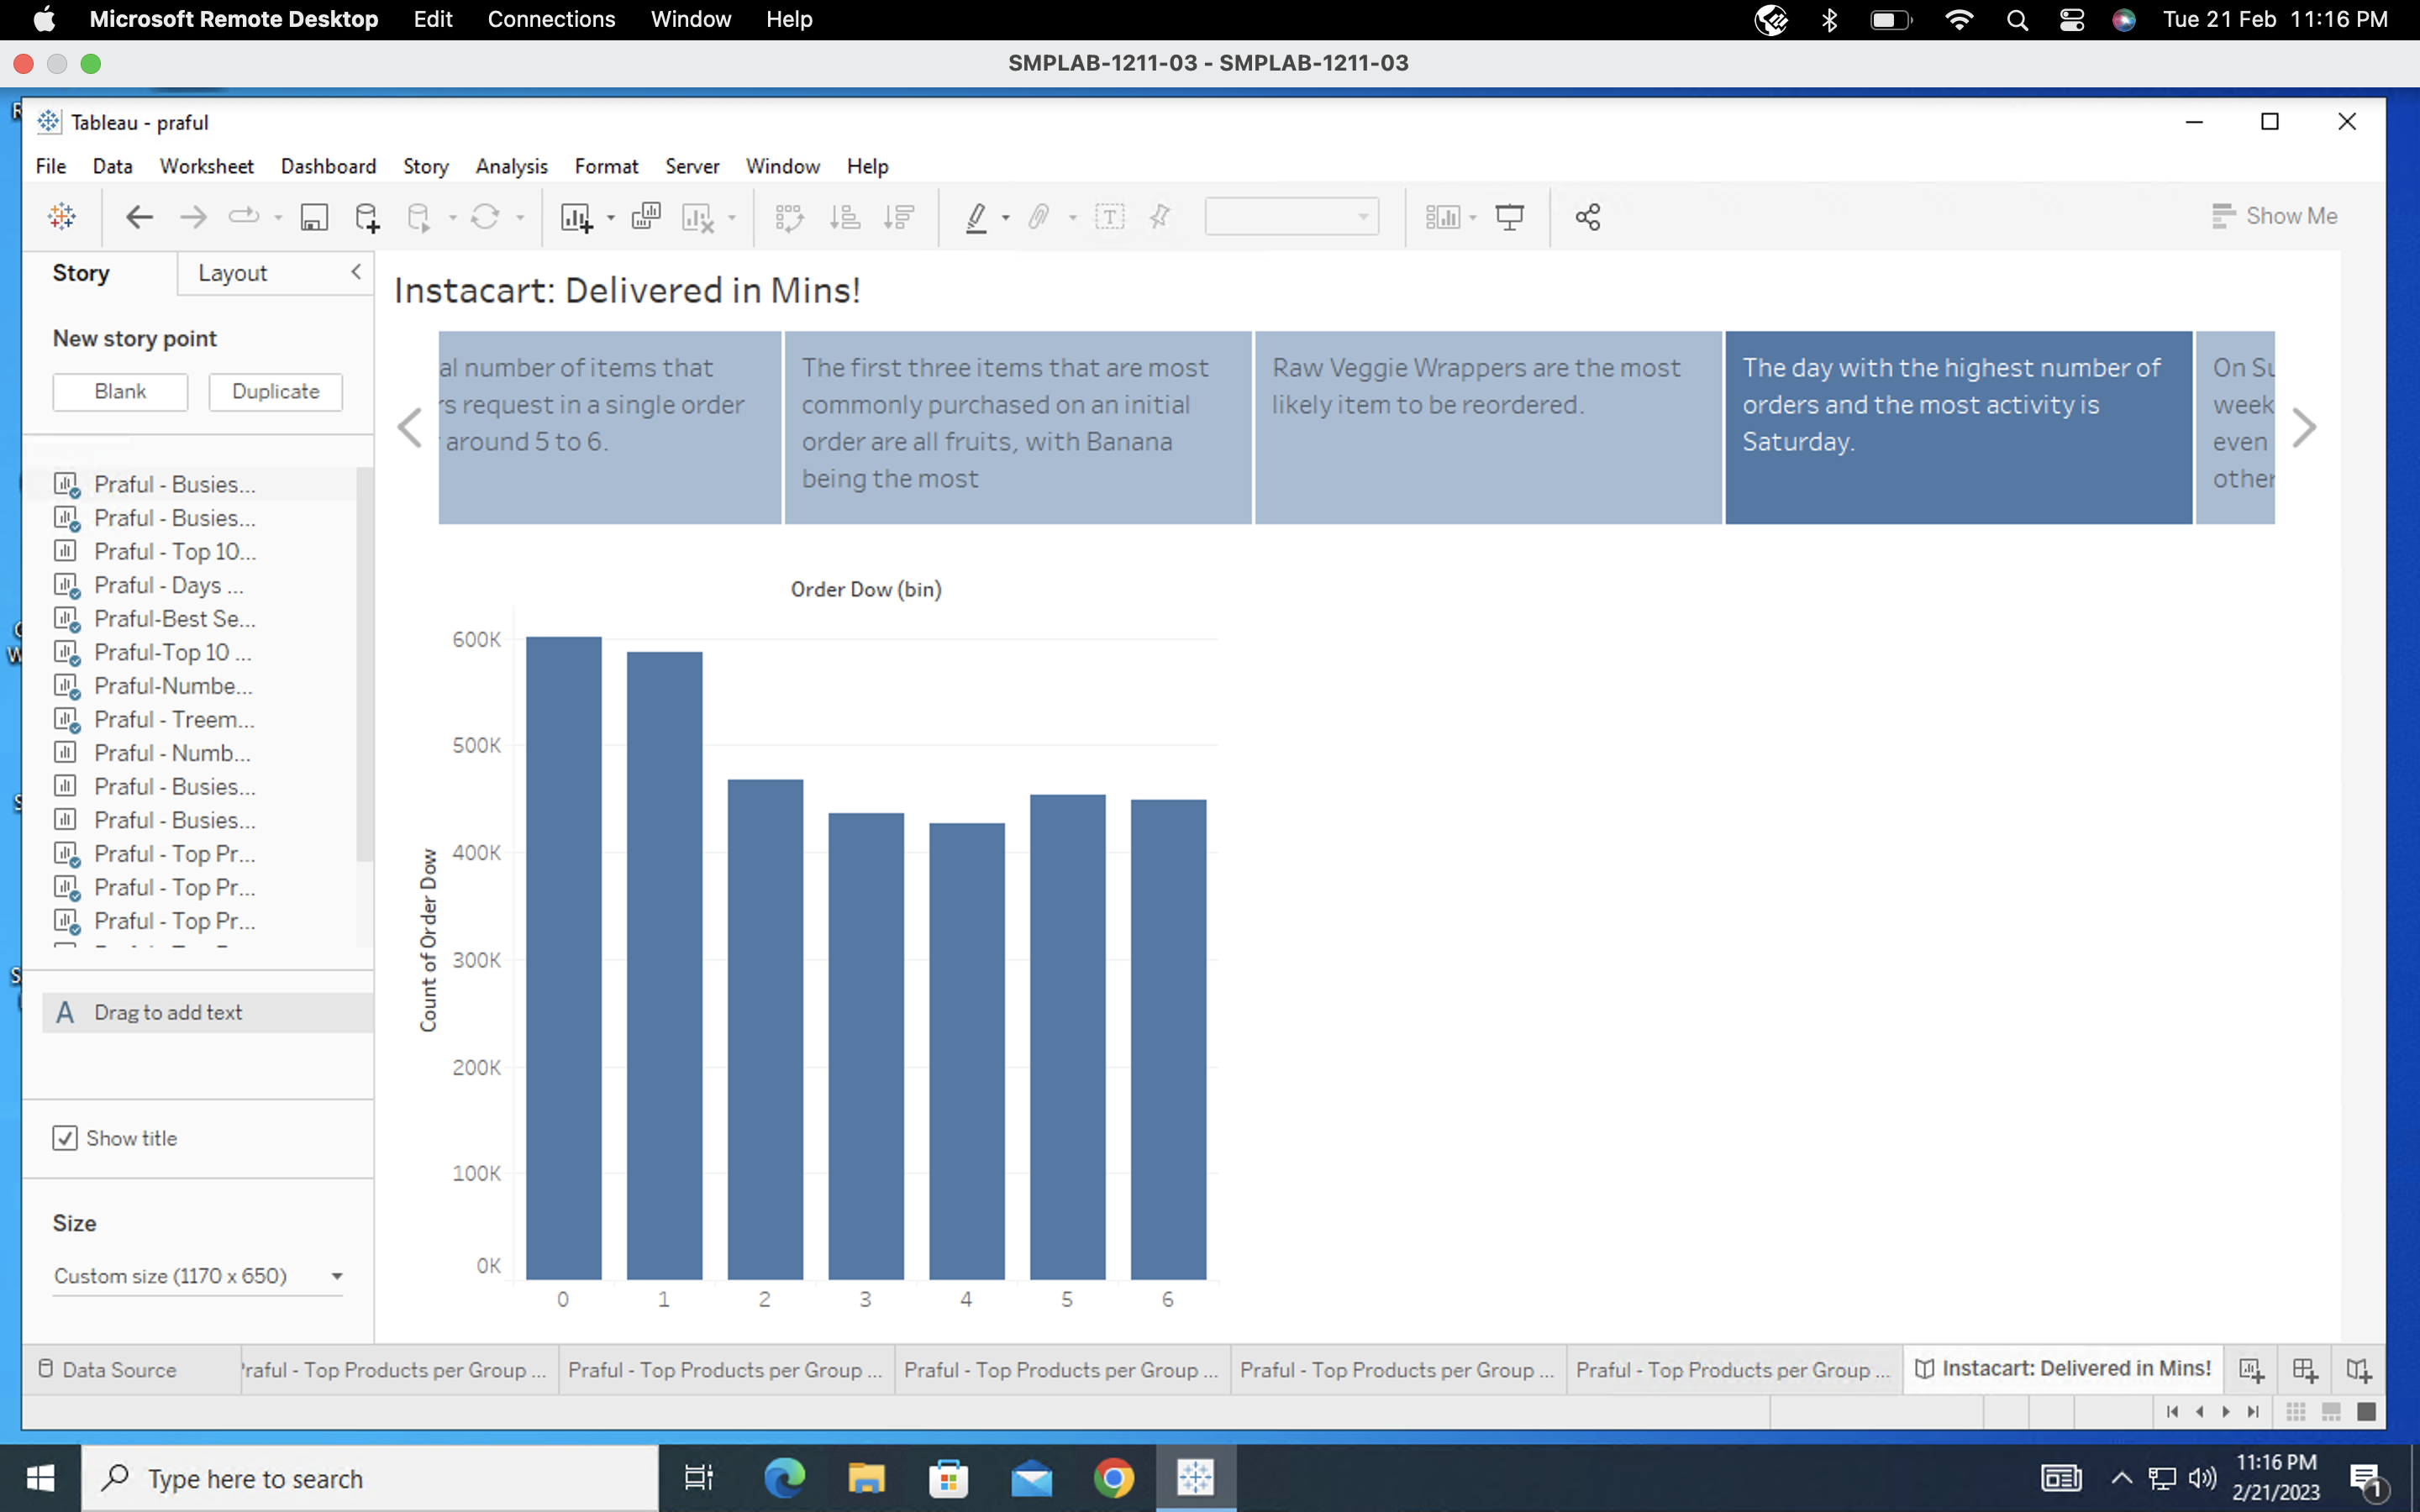 Microsoft Remote Desktop Edit Connections Window Help Tue 21 Feb 11:16 PM
SMPLAB-1211-03 - SMPLAB-1211-03
Tableau - praful
File Data Worksheet Dashboard Story Analysis Format Server Window Help
Show Me
Story Layout
New story point
Blank Duplicate
Praful - Busies...
Praful - Busies...
Praful - Top 10...
Praful - Days ...
Praful-Best Se...
Praful-Top 10 ...
Praful-Numbe...
Praful - Treem...
Praful - Numb...
Praful - Busies...
Praful - Busies...
Praful - Top Pr...
Praful - Top Pr...
Praful - Top Pr...
A Drag to add text
Show title
Size
Custom size (1170 x 650)
Instacart: Delivered in Mins!
al number of items that
rs request in a single order
around 5 to 6.
The first three items that are most
commonly purchased on an initial
order are all fruits, with Banana
being the most
Raw Veggie Wrappers are the most
likely item to be reordered.
The day with the highest number of
orders and the most activity is
Saturday.
On Su
week
even
other
Order Dow (bin)
Count of Order Dow
600K
500K
400K
300K
200K
100K
0K
0 1 2 3 4 5 6
Data Source
raful - Top Products per Group ...
Praful - Top Products per Group ...
Praful - Top Products per Group ...
Praful - Top Products per Group ...
Praful - Top Products per Group ...
Instacart: Delivered in Mins!
Type here to search
11:16 PM
2/21/2023
1